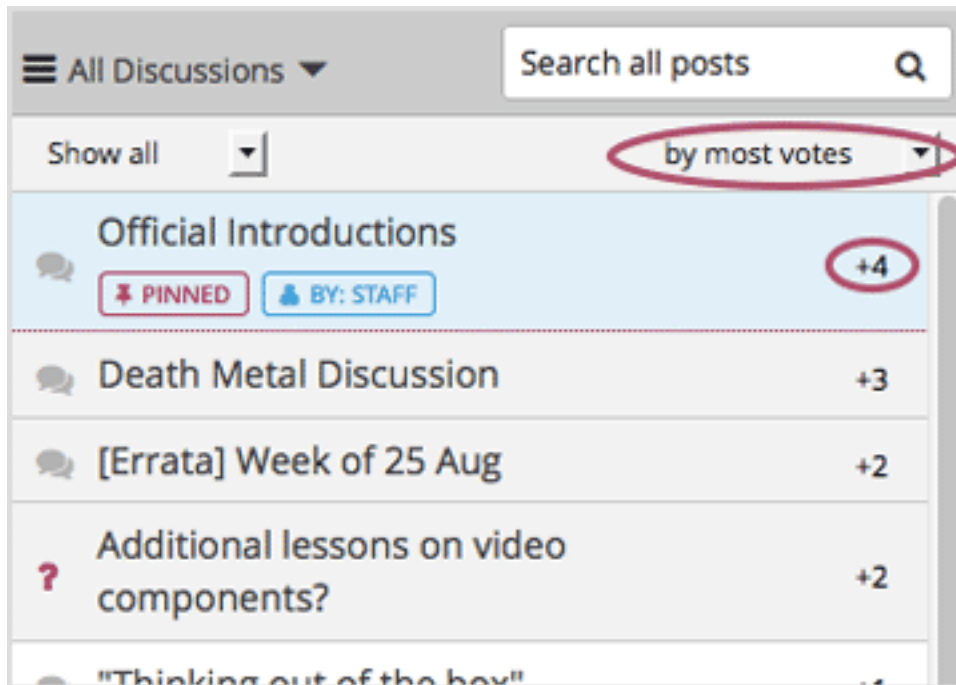 All Discussions
Search all posts
Show all
by most votes
Official Introductions
+4
PINNED
BY: STAFF
Death Metal Discussion
+3
[Errata] Week of 25 Aug
+2
Additional lessons on video
components?
+2
"Thinking out of the box"